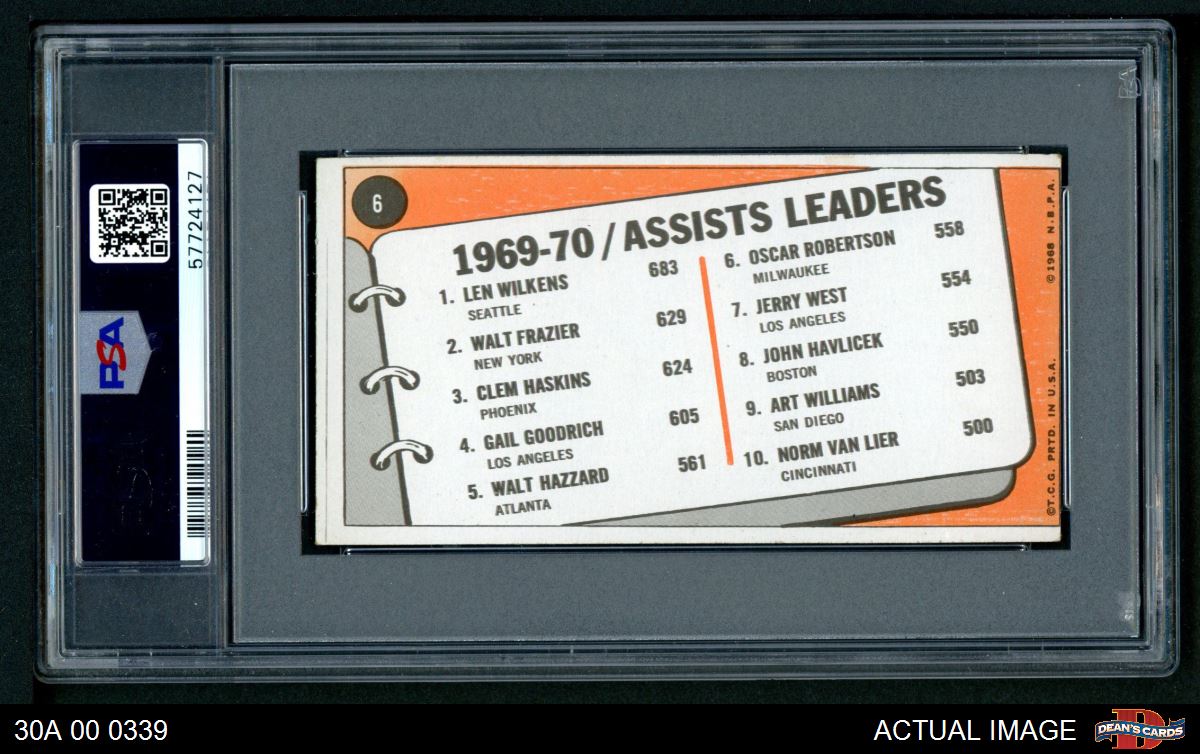 57724127
PSA
6
1969-70/ASSISTS LEADERS
1. LEN WILKENS 683
SEATTLE
2. WALT FRAZIER 629
NEW YORK
3. CLEM HASKINS 624
PHOENIX
4. GAIL GOODRICH 605
LOS ANGELES
5. WALT HAZZARD 561
ATLANTA
6. OSCAR ROBERTSON 558
MILWAUKEE
7. JERRY WEST 554
LOS ANGELES
8. JOHN HAVLICEK 550
BOSTON
9. ART WILLIAMS 503
SAN DIEGO
10. NORM VAN LIER 500
CINCINNATI
©T.C.G. PRTD. IN U.S.A. ©1968 N.B.P.A.
30A 00 0339
ACTUAL IMAGE
DEAN'S CARDS